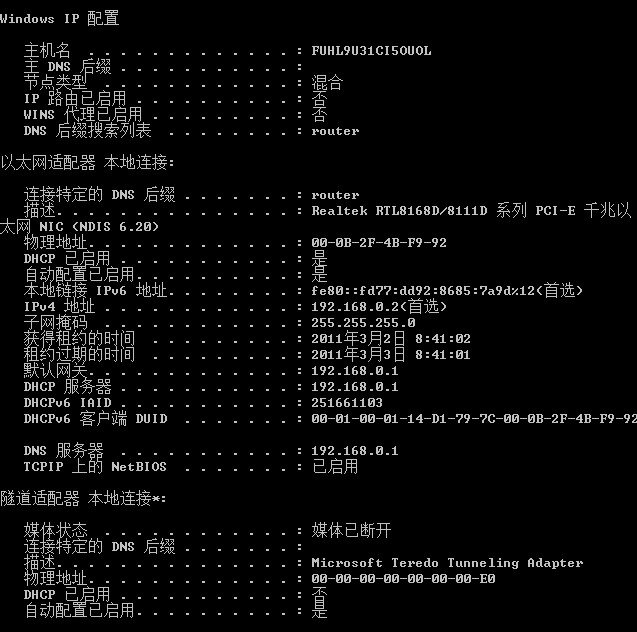 Windows IP 配置
主机名 . . . . . . . . . . . . . : FUHL9U31CI5OUOL
主 DNS 后缀 . . . . . . . . . . . :
节点类型 . . . . . . . . . . . . : 混合
IP 路由已启用 . . . . . . . . . . : 否
WINS 代理已启用 . . . . . . . . . : 否
DNS 后缀搜索列表 . . . . . . . . : router
以太网适配器 本地连接:
连接特定的 DNS 后缀 . . . . . . . : router
描述. . . . . . . . . . . . . . . : Realtek RTL8168D/8111D 系列 PCI-E 千兆以
太网 NIC (NDIS 6.20)
物理地址. . . . . . . . . . . . . : 00-0B-2F-4B-F9-92
DHCP 已启用 . . . . . . . . . . . : 是
自动配置已启用. . . . . . . . . . : 是
本地链接 IPv6 地址. . . . . . . . : fe80::fd77:dd92:8685:7a9d%12(首选)
IPv4 地址 . . . . . . . . . . . . : 192.168.0.2(首选)
子网掩码 . . . . . . . . . . . . : 255.255.255.0
获得租约的时间 . . . . . . . . . : 2011年3月2日 8:41:02
租约过期的时间 . . . . . . . . . : 2011年3月3日 8:41:01
默认网关. . . . . . . . . . . . . : 192.168.0.1
DHCP 服务器 . . . . . . . . . . . : 192.168.0.1
DHCPv6 IAID . . . . . . . . . . . : 251661103
DHCPv6 客户端 DUID . . . . . . . : 00-01-00-01-14-D1-79-7C-00-0B-2F-4B-F9-92
DNS 服务器 . . . . . . . . . . . : 192.168.0.1
TCPIP 上的 NetBIOS . . . . . . . : 已启用
隧道适配器 本地连接*:
媒体状态 . . . . . . . . . . . . : 媒体已断开
连接特定的 DNS 后缀 . . . . . . . :
描述. . . . . . . . . . . . . . . : Microsoft Teredo Tunneling Adapter
物理地址. . . . . . . . . . . . . : 00-00-00-00-00-00-00-E0
DHCP 已启用 . . . . . . . . . . . : 否
自动配置已启用. . . . . . . . . . : 是